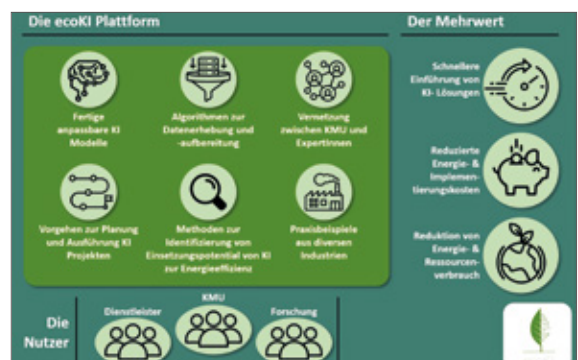 Die ecoKI Plattform
Fertige
anpassbare KI
Modelle
Algorithmen zur
Datenerhebung und
-aufbereitung
Vernetzung
zwischen KMU und
ExpertInnen
Vorgehen zur Planung
und Ausführung KI
Projekten
Methoden zur
Identifizierung von
Einsetzungspotential von KI
zur Energieeffizienz
Praxisbeispiele
aus diversen
Industrien
Der Mehrwert
Schnellere
Einführung von
KI- Lösungen
Reduzierte
Energie- &
Implemen-
tierungskosten
Reduktion von
Energie- &
Ressourcen-
verbrauch
Die
Nutzer
Dienstleister
KMU
Forschung